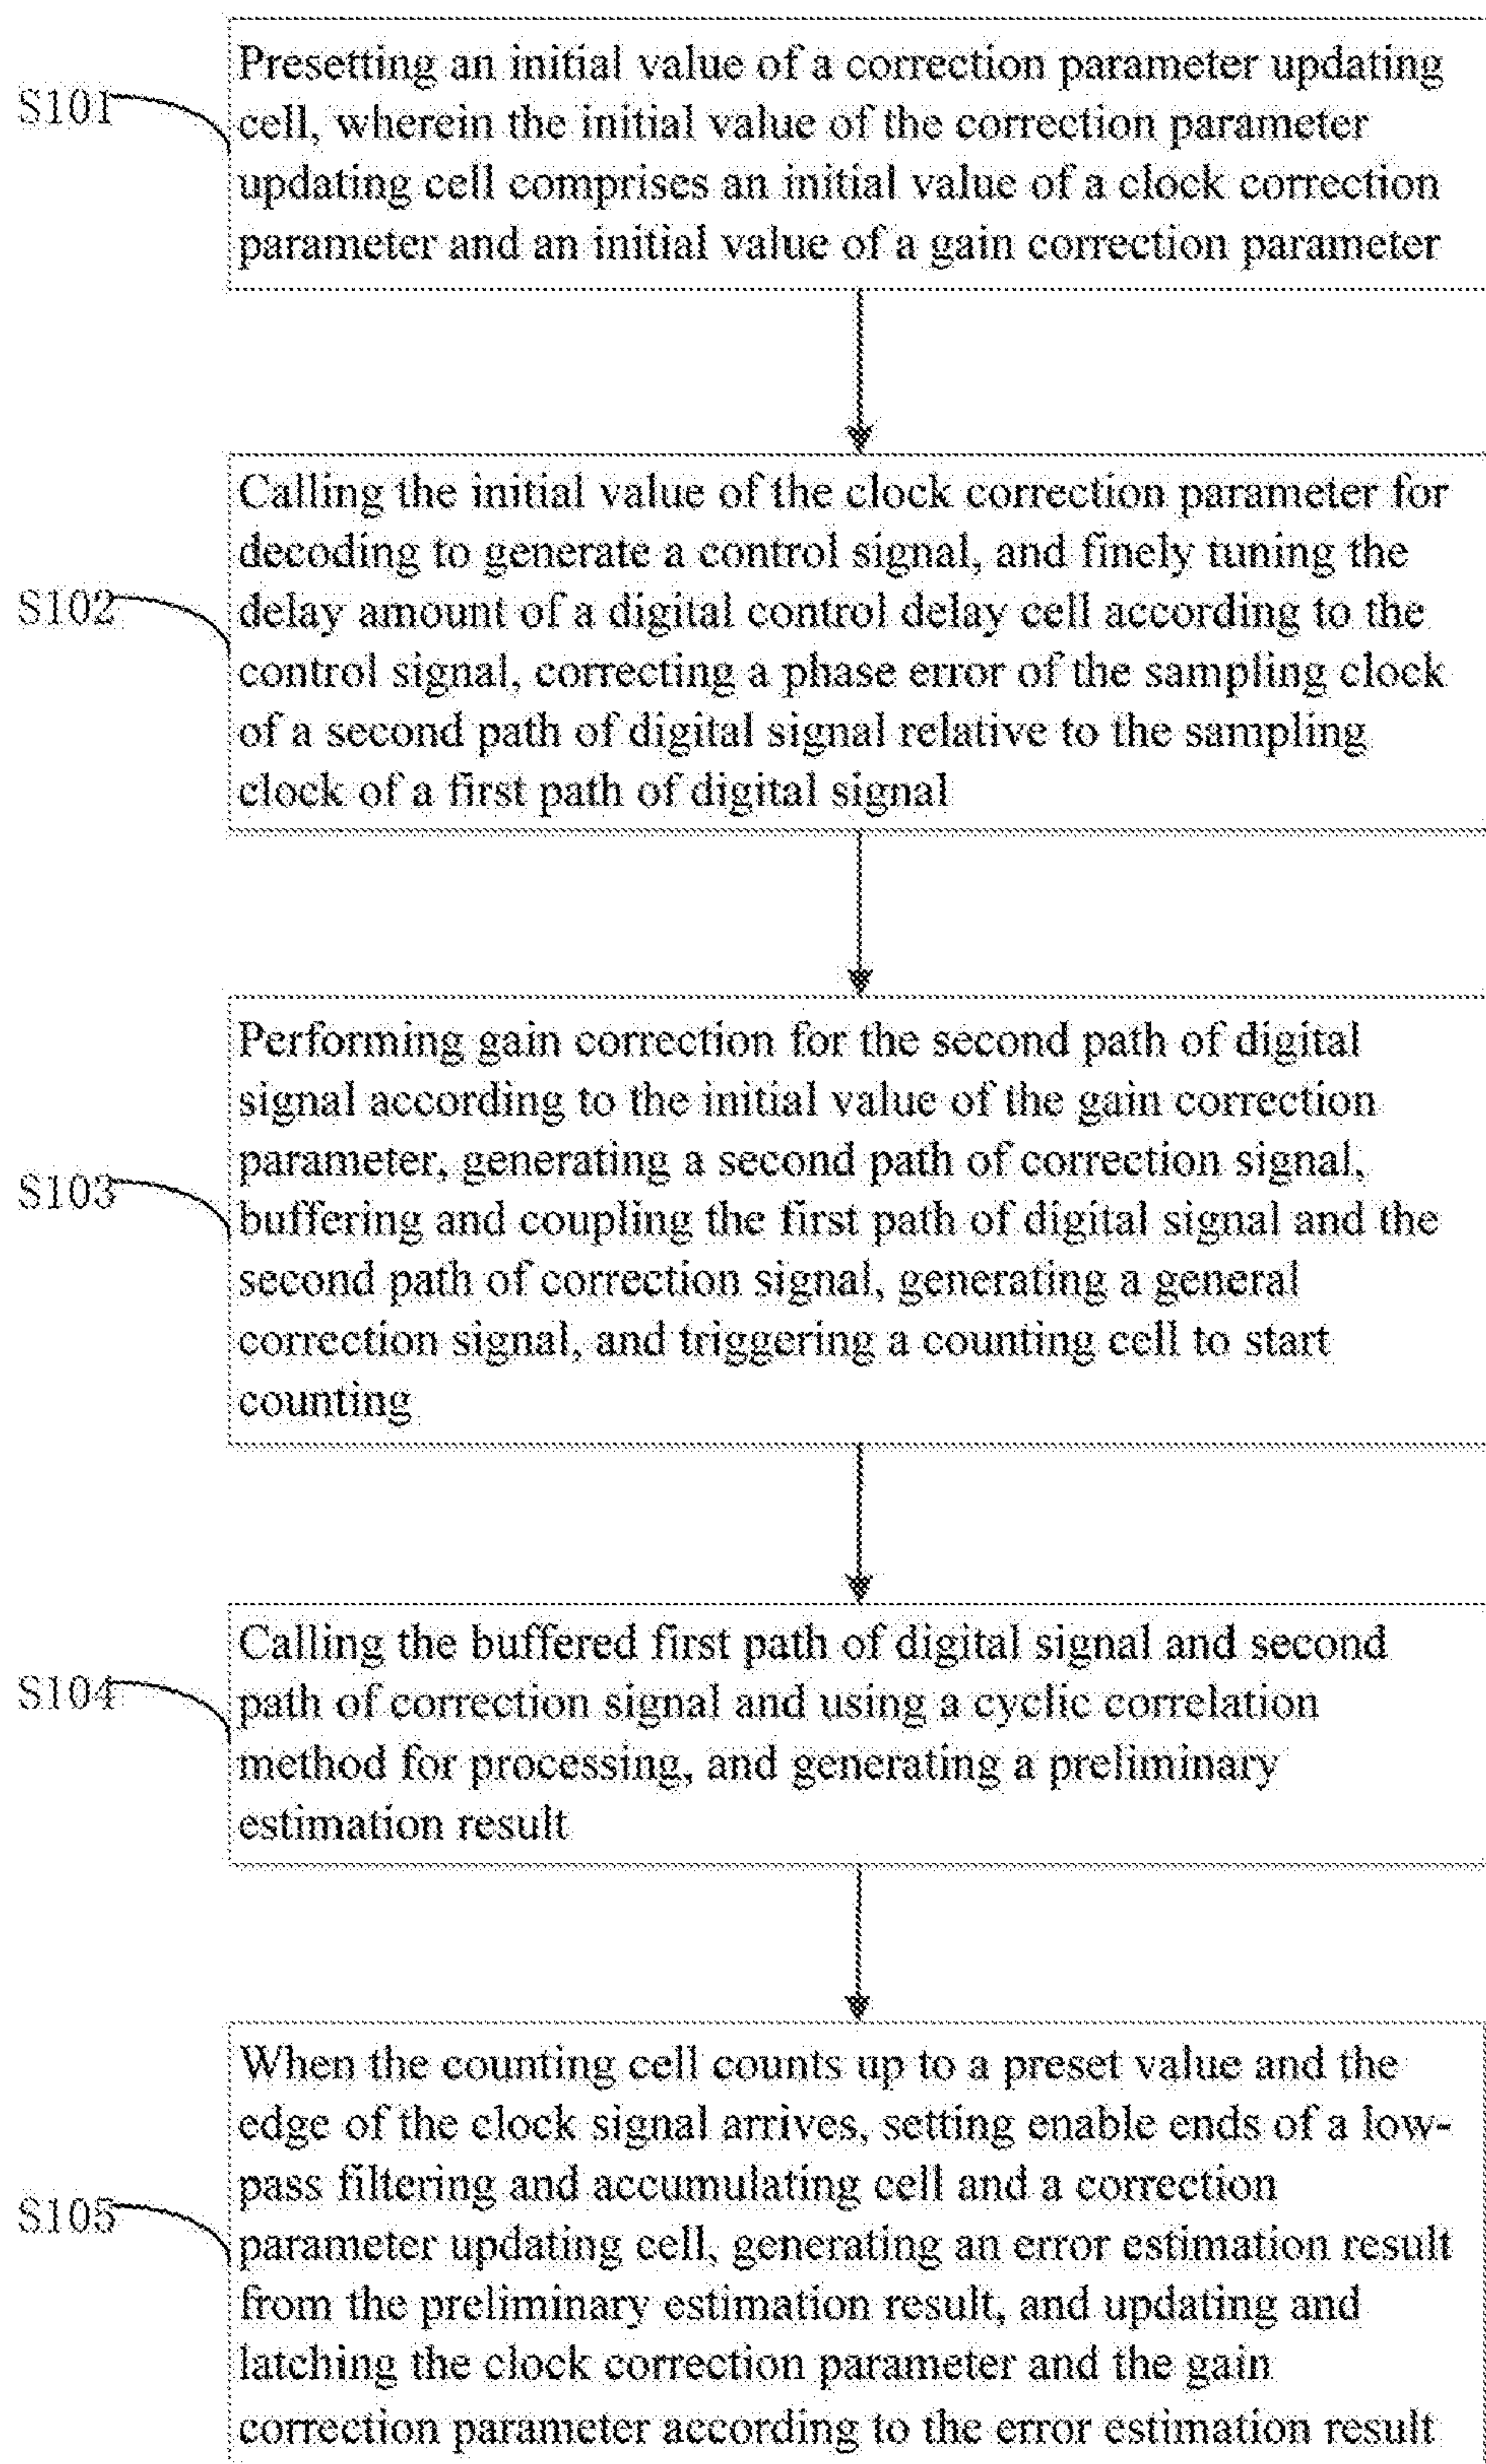 S101
Presetting an initial value of a correction parameter updating
cell, wherein the initial value of the correction parameter
updating cell comprises an initial value of a clock correction
parameter and an initial value of a gain correction parameter
S102
Calling the initial value of the clock correction parameter for
decoding to generate a control signal, and finely tuning the
delay amount of a digital control delay cell according to the
control signal, correcting a phase error of the sampling clock
of a second path of digital signal relative to the sampling
clock of a first path of digital signal
S103
Performing gain correction for the second path of digital
signal according to the initial value of the gain correction
parameter, generating a second path of correction signal,
buffering and coupling the first path of digital signal and the
second path of correction signal, generating a general
correction signal, and triggering a counting cell to start
counting
S104
Calling the buffered first path of digital signal and second
path of correction signal and using a cyclic correlation
method for processing, and generating a preliminary
estimation result
S105
When the counting cell counts up to a preset value and the
edge of the clock signal arrives, setting enable ends of a low-
pass filtering and accumulating cell and a correction
parameter updating cell, generating an error estimation result
from the preliminary estimation result, and updating and
latching the clock correction parameter and the gain
correction parameter according to the error estimation result